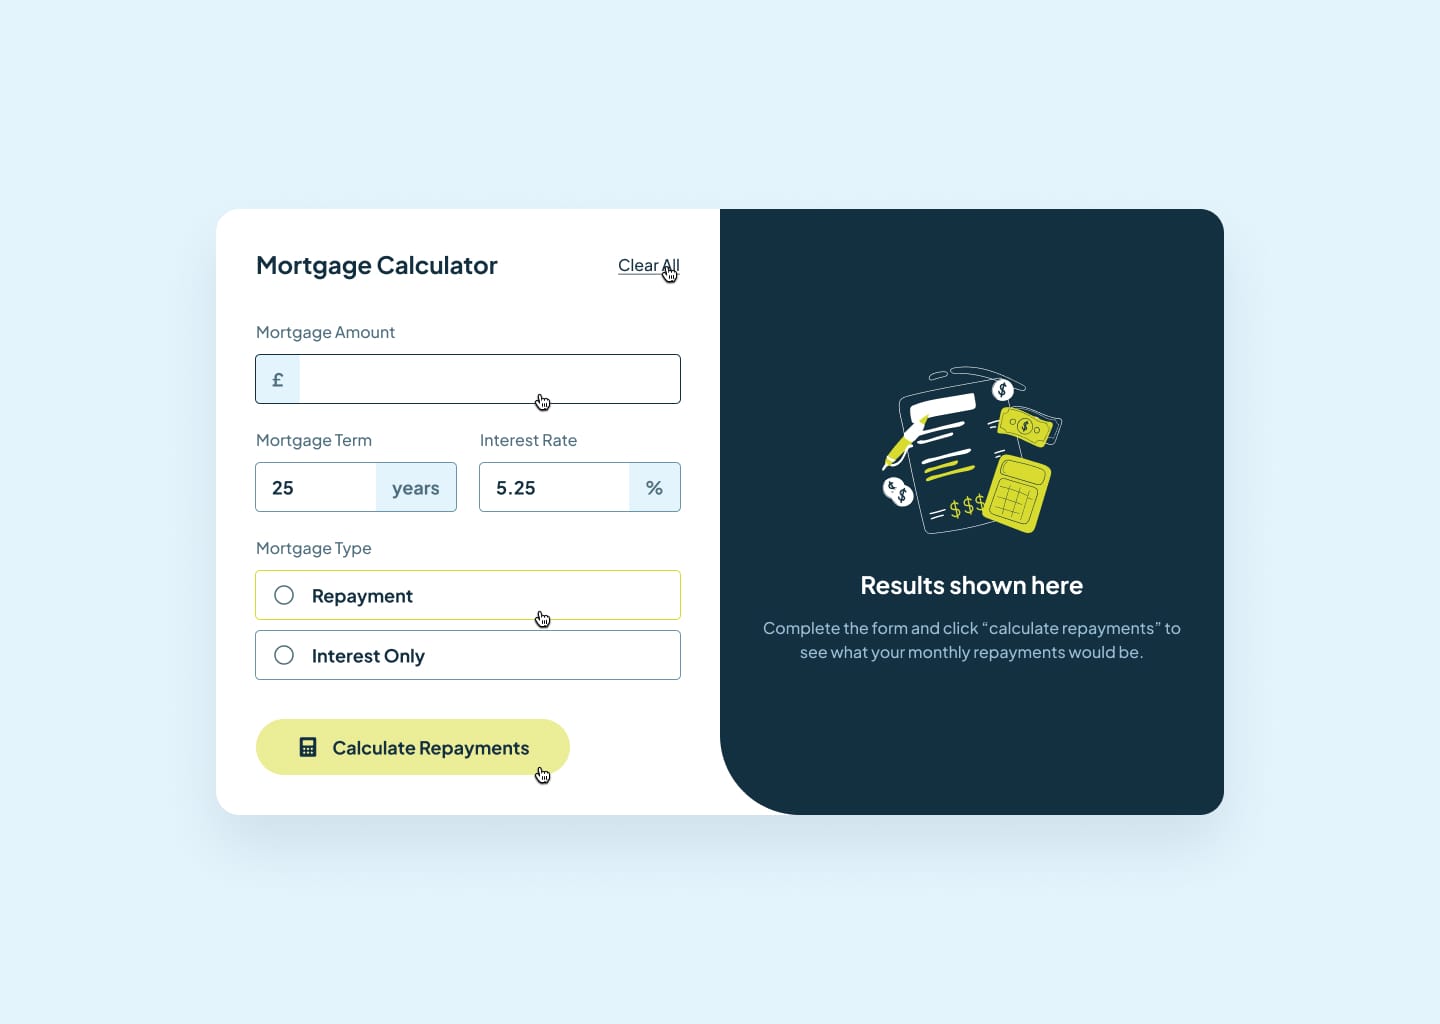 Mortgage Calculator
Clear All
Mortgage Amount
£
Mortgage Term
25 years
Interest Rate
5.25 %
Mortgage Type
Repayment
Interest Only
Calculate Repayments
$
$
$
$$$
Results shown here
Complete the form and click “calculate repayments” to
see what your monthly repayments would be.